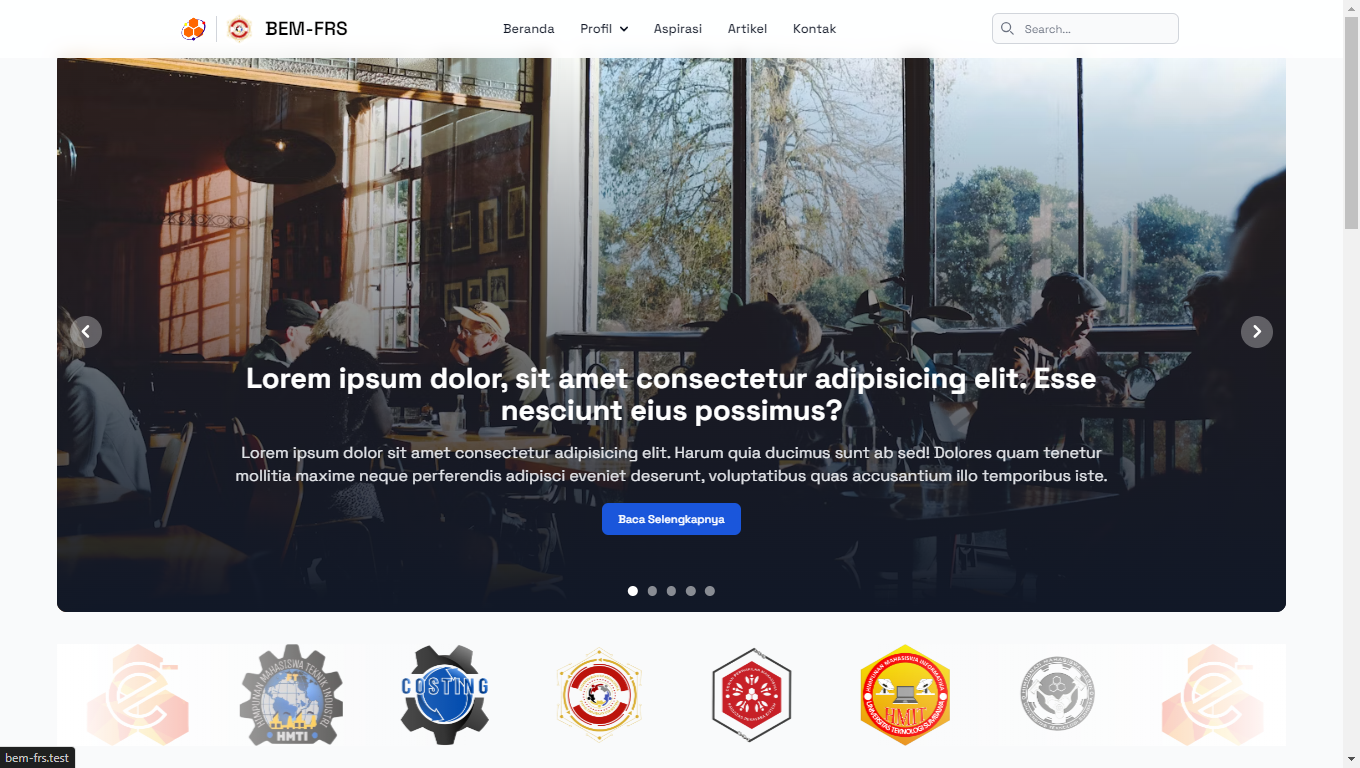 BEM-FRS
Beranda
Profil
Aspirasi
Artikel
Kontak
Search...
Lorem ipsum dolor, sit amet consectetur adipisicing elit. Esse
nesciunt eius possimus?
Lorem ipsum dolor sit amet consectetur adipisicing elit. Harum quia ducimus sunt ab sed! Dolores quam tenetur
mollitia maxime neque perferendis adipisci eveniet deserunt, voluptatibus quas accusantium illo temporibus iste.
Baca Selengkapnya
HIMPUNAN MAHASISWA TEKNIK INDUSTRI
HMTI
COSTING
HIMPUNAN MAHASISWA INFORMATIKA
HMIT
UNIVERSITAS TEKNOLOGI SUMBAWA
bem-frs.test